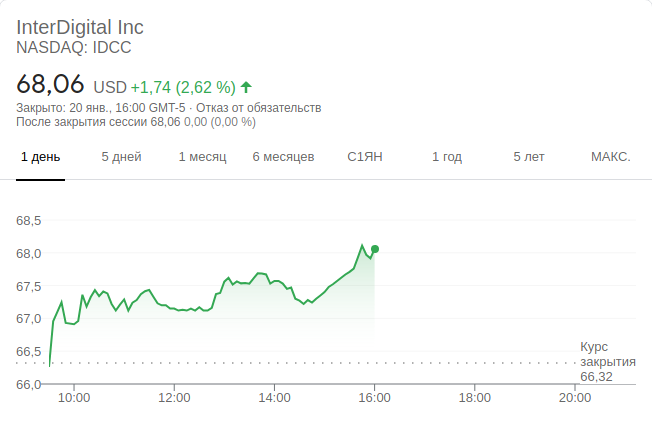 InterDigital Inc
NASDAQ: IDCC
68,06 USD +1,74 (2,62 %)
Закрыто: 20 янв., 16:00 GMT-5 · Отказ от обязательств
После закрытия сессии 68,06 0,00 (0,00 %)
1 день 5 дней 1 месяц 6 месяцев С1ЯН 1 год 5 лет МАКС.
68,5
68,0
67,5
67,0
66,5
Курс
закрытия
66,32
66,0
10:00 12:00 14:00 16:00 18:00 20:00